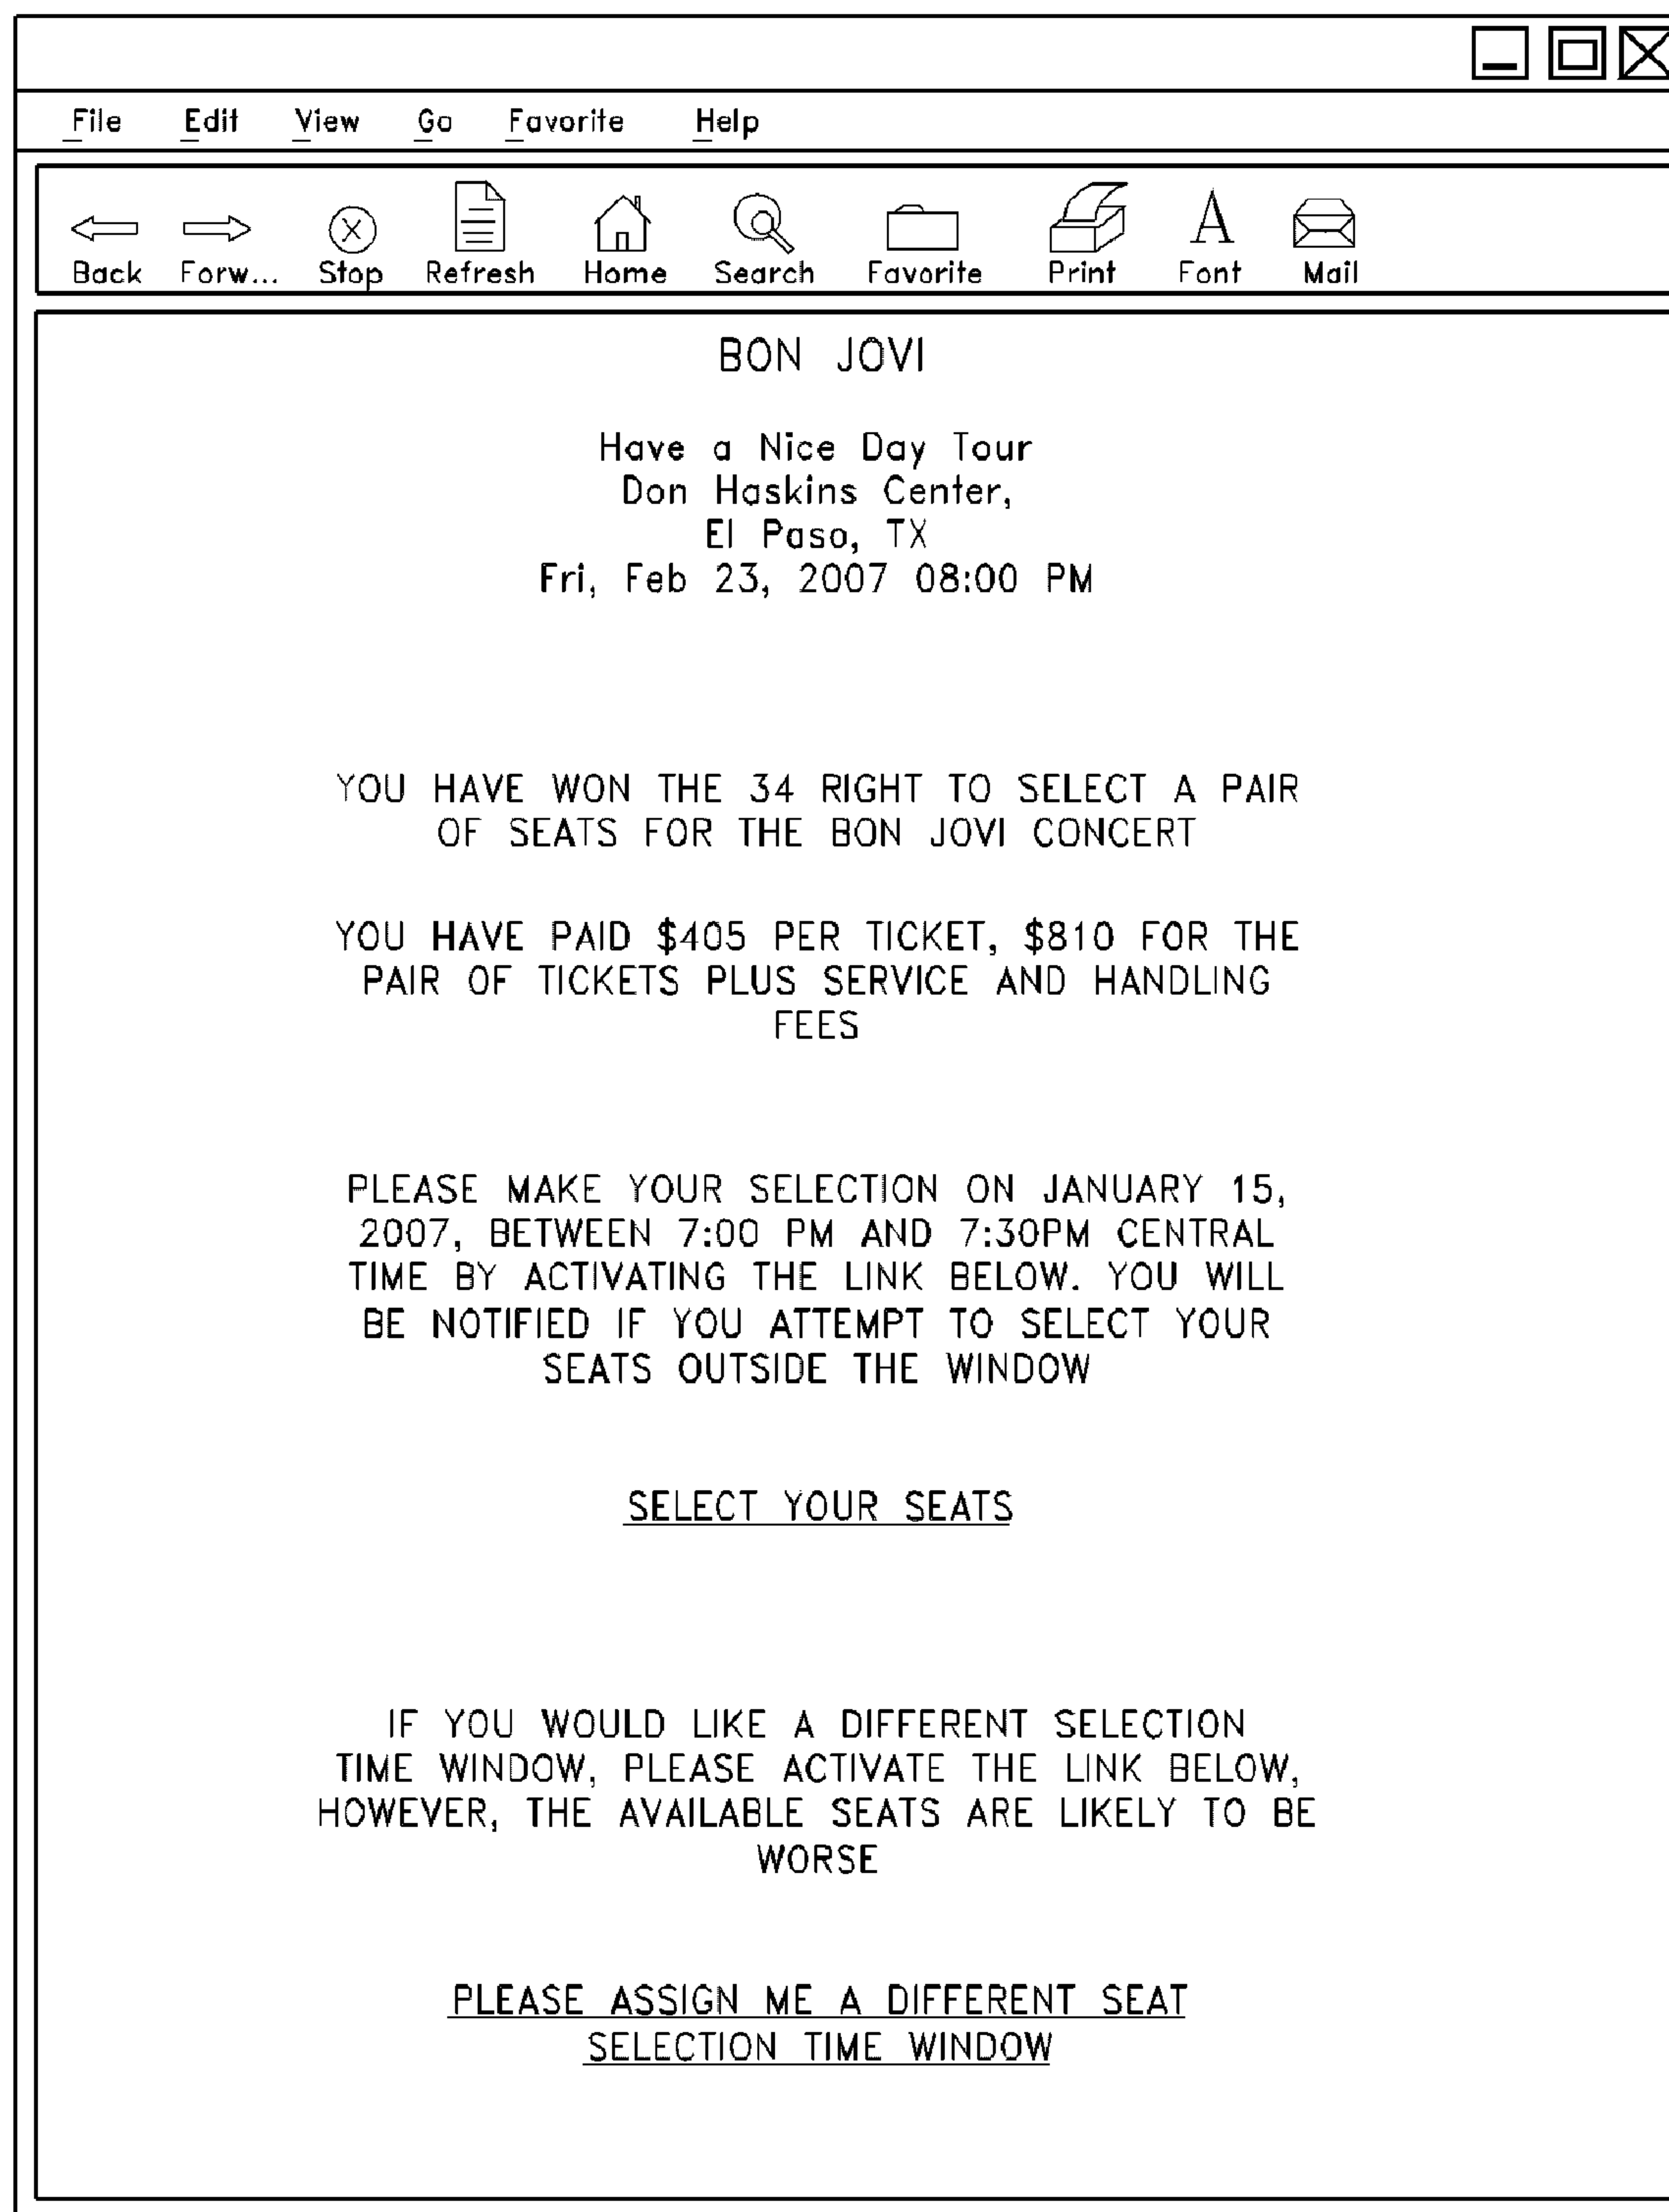 File Edit View Go Favorite Help
Back Forw... Stop Refresh Home Search Favorite Print Font Mail
BON JOVI
Have a Nice Day Tour
Don Haskins Center,
El Paso, TX
Fri, Feb 23, 2007 08:00 PM
YOU HAVE WON THE 34 RIGHT TO SELECT A PAIR
OF SEATS FOR THE BON JOVI CONCERT
YOU HAVE PAID $405 PER TICKET, $810 FOR THE
PAIR OF TICKETS PLUS SERVICE AND HANDLING
FEES
PLEASE MAKE YOUR SELECTION ON JANUARY 15,
2007, BETWEEN 7:00 PM AND 7:30PM CENTRAL
TIME BY ACTIVATING THE LINK BELOW. YOU WILL
BE NOTIFIED IF YOU ATTEMPT TO SELECT YOUR
SEATS OUTSIDE THE WINDOW
SELECT YOUR SEATS
IF YOU WOULD LIKE A DIFFERENT SELECTION
TIME WINDOW, PLEASE ACTIVATE THE LINK BELOW,
HOWEVER, THE AVAILABLE SEATS ARE LIKELY TO BE
WORSE
PLEASE ASSIGN ME A DIFFERENT SEAT
SELECTION TIME WINDOW